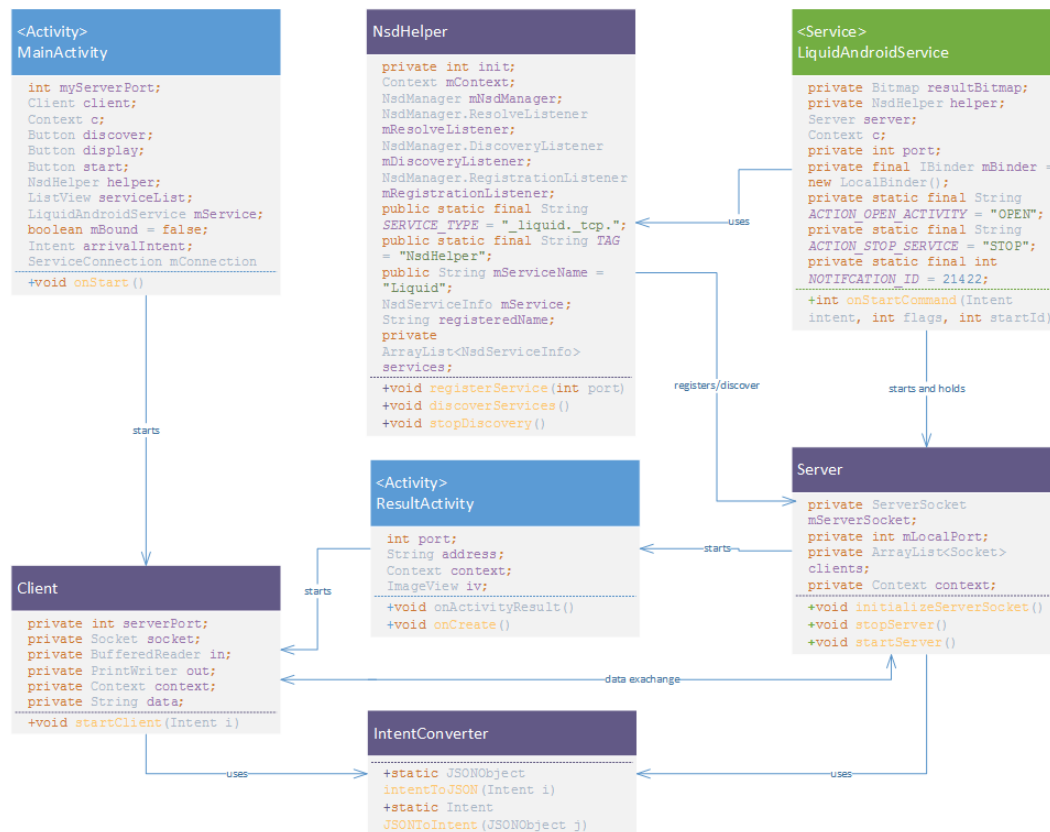 <Activity>
MainActivity
int myServerPort;
Client client;
Context c;
Button discover;
Button display;
Button start;
NsdHelper helper;
ListView serviceList;
LiquidAndroidService mService;
boolean mBound = false;
Intent arrivalIntent;
ServiceConnection mConnection
+void onStart()
NsdHelper
private int init;
Context mContext;
NsdManager mNsdManager;
NsdManager.ResolveListener
mResolveListener;
NsdManager.DiscoveryListener
mDiscoveryListener;
NsdManager.RegistrationListener
mRegistrationListener;
public static final String
SERVICE_TYPE = "_liquid._tcp.";
public static final String TAG
= "NsdHelper";
public String mServiceName =
"Liquid";
NsdServiceInfo mService;
String registeredName;
private
ArrayList<NsdServiceInfo>
services;
+void registerService(int port)
+void discoverServices()
+void stopDiscovery()
<Service>
LiquidAndroidService
private Bitmap resultBitmap;
private NsdHelper helper;
Server server;
Context c;
private int port;
private final IBinder mBinder =
new LocalBinder();
private static final String
ACTION_OPEN_ACTIVITY = "OPEN";
private static final String
ACTION_STOP_SERVICE = "STOP";
private static final int
NOTIFCATION_ID = 21422;
+int onStartCommand(Intent
intent, int flags, int startId)
uses
registers/discover
starts and holds
starts
<Activity>
ResultActivity
int port;
String address;
Context context;
ImageView iv;
+void onActivityResult()
+void onCreate()
starts
starts
Server
private ServerSocket
mServerSocket;
private int mLocalPort;
private ArrayList<Socket>
clients;
private Context context;
+void initializeServerSocket()
+void stopServer()
+void startServer()
Client
private int serverPort;
private Socket socket;
private BufferedReader in;
private PrintWriter out;
private Context context;
private String data;
+void startClient(Intent i)
data exachange
IntentConverter
+static JSONObject
intentToJSON(Intent i)
+static Intent
JSONToIntent(JSONObject j)
uses
uses